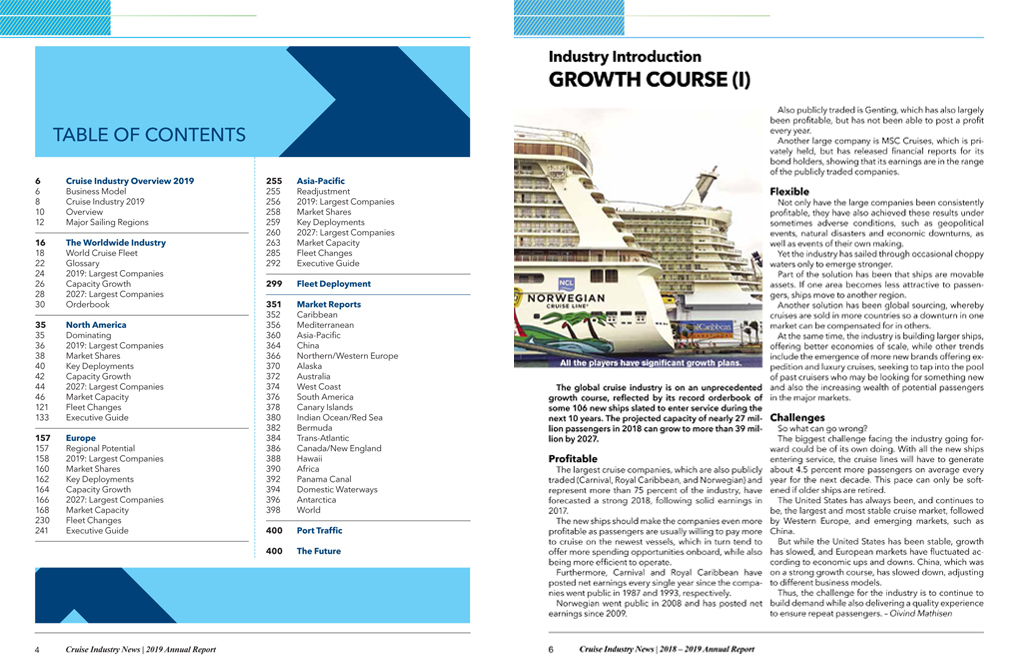 TABLE OF CONTENTS
6 Cruise Industry Overview 2019
6 Business Model
8 Cruise Industry 2019
10 Overview
12 Major Sailing Regions
16 The Worldwide Industry
18 World Cruise Fleet
22 Glossary
24 2019: Largest Companies
26 Capacity Growth
28 2027: Largest Companies
30 Orderbook
35 North America
35 Dominating
36 2019: Largest Companies
38 Market Shares
40 Key Deployments
42 Capacity Growth
44 2027: Largest Companies
46 Market Capacity
121 Fleet Changes
133 Executive Guide
157 Europe
157 Regional Potential
158 2019: Largest Companies
160 Market Shares
162 Key Deployments
164 Capacity Growth
166 2027: Largest Companies
168 Market Capacity
230 Fleet Changes
241 Executive Guide
255 Asia-Pacific
255 Readjustment
256 2019: Largest Companies
258 Market Shares
259 Key Deployments
260 2027: Largest Companies
263 Market Capacity
285 Fleet Changes
292 Executive Guide
299 Fleet Deployment
351 Market Reports
352 Caribbean
356 Mediterranean
360 Asia-Pacific
364 China
366 Northern/Western Europe
370 Alaska
372 Australia
374 West Coast
376 South America
378 Canary Islands
380 Indian Ocean/Red Sea
382 Bermuda
384 Trans-Atlantic
386 Canada/New England
388 Hawaii
390 Africa
392 Panama Canal
394 Domestic Waterways
396 Antarctica
398 World
400 Port Traffic
400 The Future
4 Cruise Industry News | 2019 Annual Report
Industry Introduction
GROWTH COURSE (I)
NCL
NORWEGIAN
CRUISE LINE
RoyalCaribbean
All the players have significant growth plans.
The global cruise industry is on an unprecedented
growth course, reflected by its record orderbook of
some 106 new ships slated to enter service during the
next 10 years. The projected capacity of nearly 27 mil-
lion passengers in 2018 can grow to more than 39 mil-
lion by 2027.
Profitable
The largest cruise companies, which are also publicly
traded (Carnival, Royal Caribbean, and Norwegian) and
represent more than 75 percent of the industry, have
forecasted a strong 2018, following solid earnings in
2017.
The new ships should make the companies even more
profitable as passengers are usually willing to pay more
to cruise on the newest vessels, which in turn tend to
offer more spending opportunities onboard, while also
being more efficient to operate.
Furthermore, Carnival and Royal Caribbean have
posted net earnings every single year since the compa-
nies went public in 1987 and 1993, respectively.
Norwegian went public in 2008 and has posted net
earnings since 2009.
Also publicly traded is Genting, which has also largely
been profitable, but has not been able to post a profit
every year.
Another large company is MSC Cruises, which is pri-
vately held, but has released financial reports for its
bond holders, showing that its earnings are in the range
of the publicly traded companies.
Flexible
Not only have the large companies been consistently
profitable, they have also achieved these results under
sometimes adverse conditions, such as geopolitical
events, natural disasters and economic downturns, as
well as events of their own making.
Yet the industry has sailed through occasional choppy
waters only to emerge stronger.
Part of the solution has been that ships are movable
assets. If one area becomes less attractive to passen-
gers, ships move to another region.
Another solution has been global sourcing, whereby
cruises are sold in more countries so a downturn in one
market can be compensated for in others.
At the same time, the industry is building larger ships,
offering better economies of scale, while other trends
include the emergence of more new brands offering ex-
pedition and luxury cruises, seeking to tap into the pool
of past cruisers who may be looking for something new
and also the increasing wealth of potential passengers
in the major markets.
Challenges
So what can go wrong?
The biggest challenge facing the industry going for-
ward could be of its own doing. With all the new ships
entering service, the cruise lines will have to generate
about 4.5 percent more passengers on average every
year for the next decade. This pace can be only soft-
ened if older ships are retired.
The United States has always been, and continues to
be, the largest and most stable cruise market, followed
by Western Europe, and emerging markets, such as
China.
But while the United States has been stable, growth
has slowed, and European markets have fluctuated ac-
cording to economic ups and downs. China, which was
on a strong growth course, has slowed down, adjusting
to different business models.
Thus, the challenge for the industry is to continue to
build demand while also delivering a quality experience
to ensure repeat passengers. – Oivind Mathisen
6 Cruise Industry News | 2018 – 2019 Annual Report